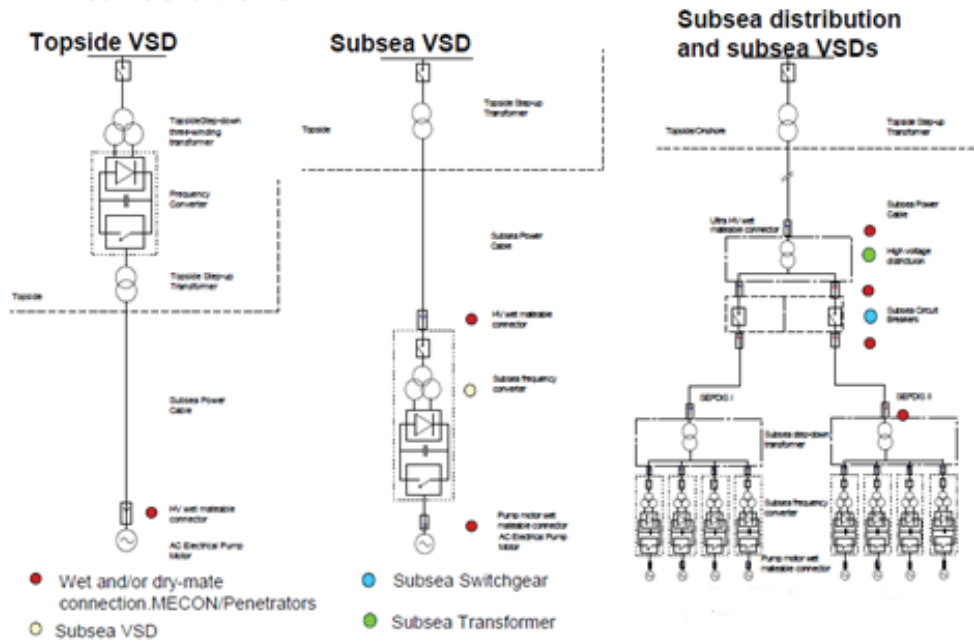 Topside VSD
Topside Step-down
three-winding
transformer
Frequency
Converter
Topside Step-up
Transformer
Topside
Subsea Power
Cable
HV wet mateable
connector
AC Electrical Pump
Motor
Subsea VSD
Topside Step-up
Transformer
Topside
Subsea Power
Cable
HV wet mateable
connector
Subsea frequency
converter
Pump motor wet
mateable connector
AC Electrical Pump
Motor
Subsea distribution
and subsea VSDs
Topside/Onshore
Topside Step-up
Transformer
Subsea Power
Cable
Ultra HV wet
mateable connector
High voltage
distribution
Subsea Circuit
Breakers
SEPDIG I
SEPDIG II
Subsea step-down
transformer
Subsea frequency
converter
Pump motor wet
mateable connector
Wet and/or dry-mate
connection.MECON/Penetrators
Subsea VSD
Subsea Switchgear
Subsea Transformer